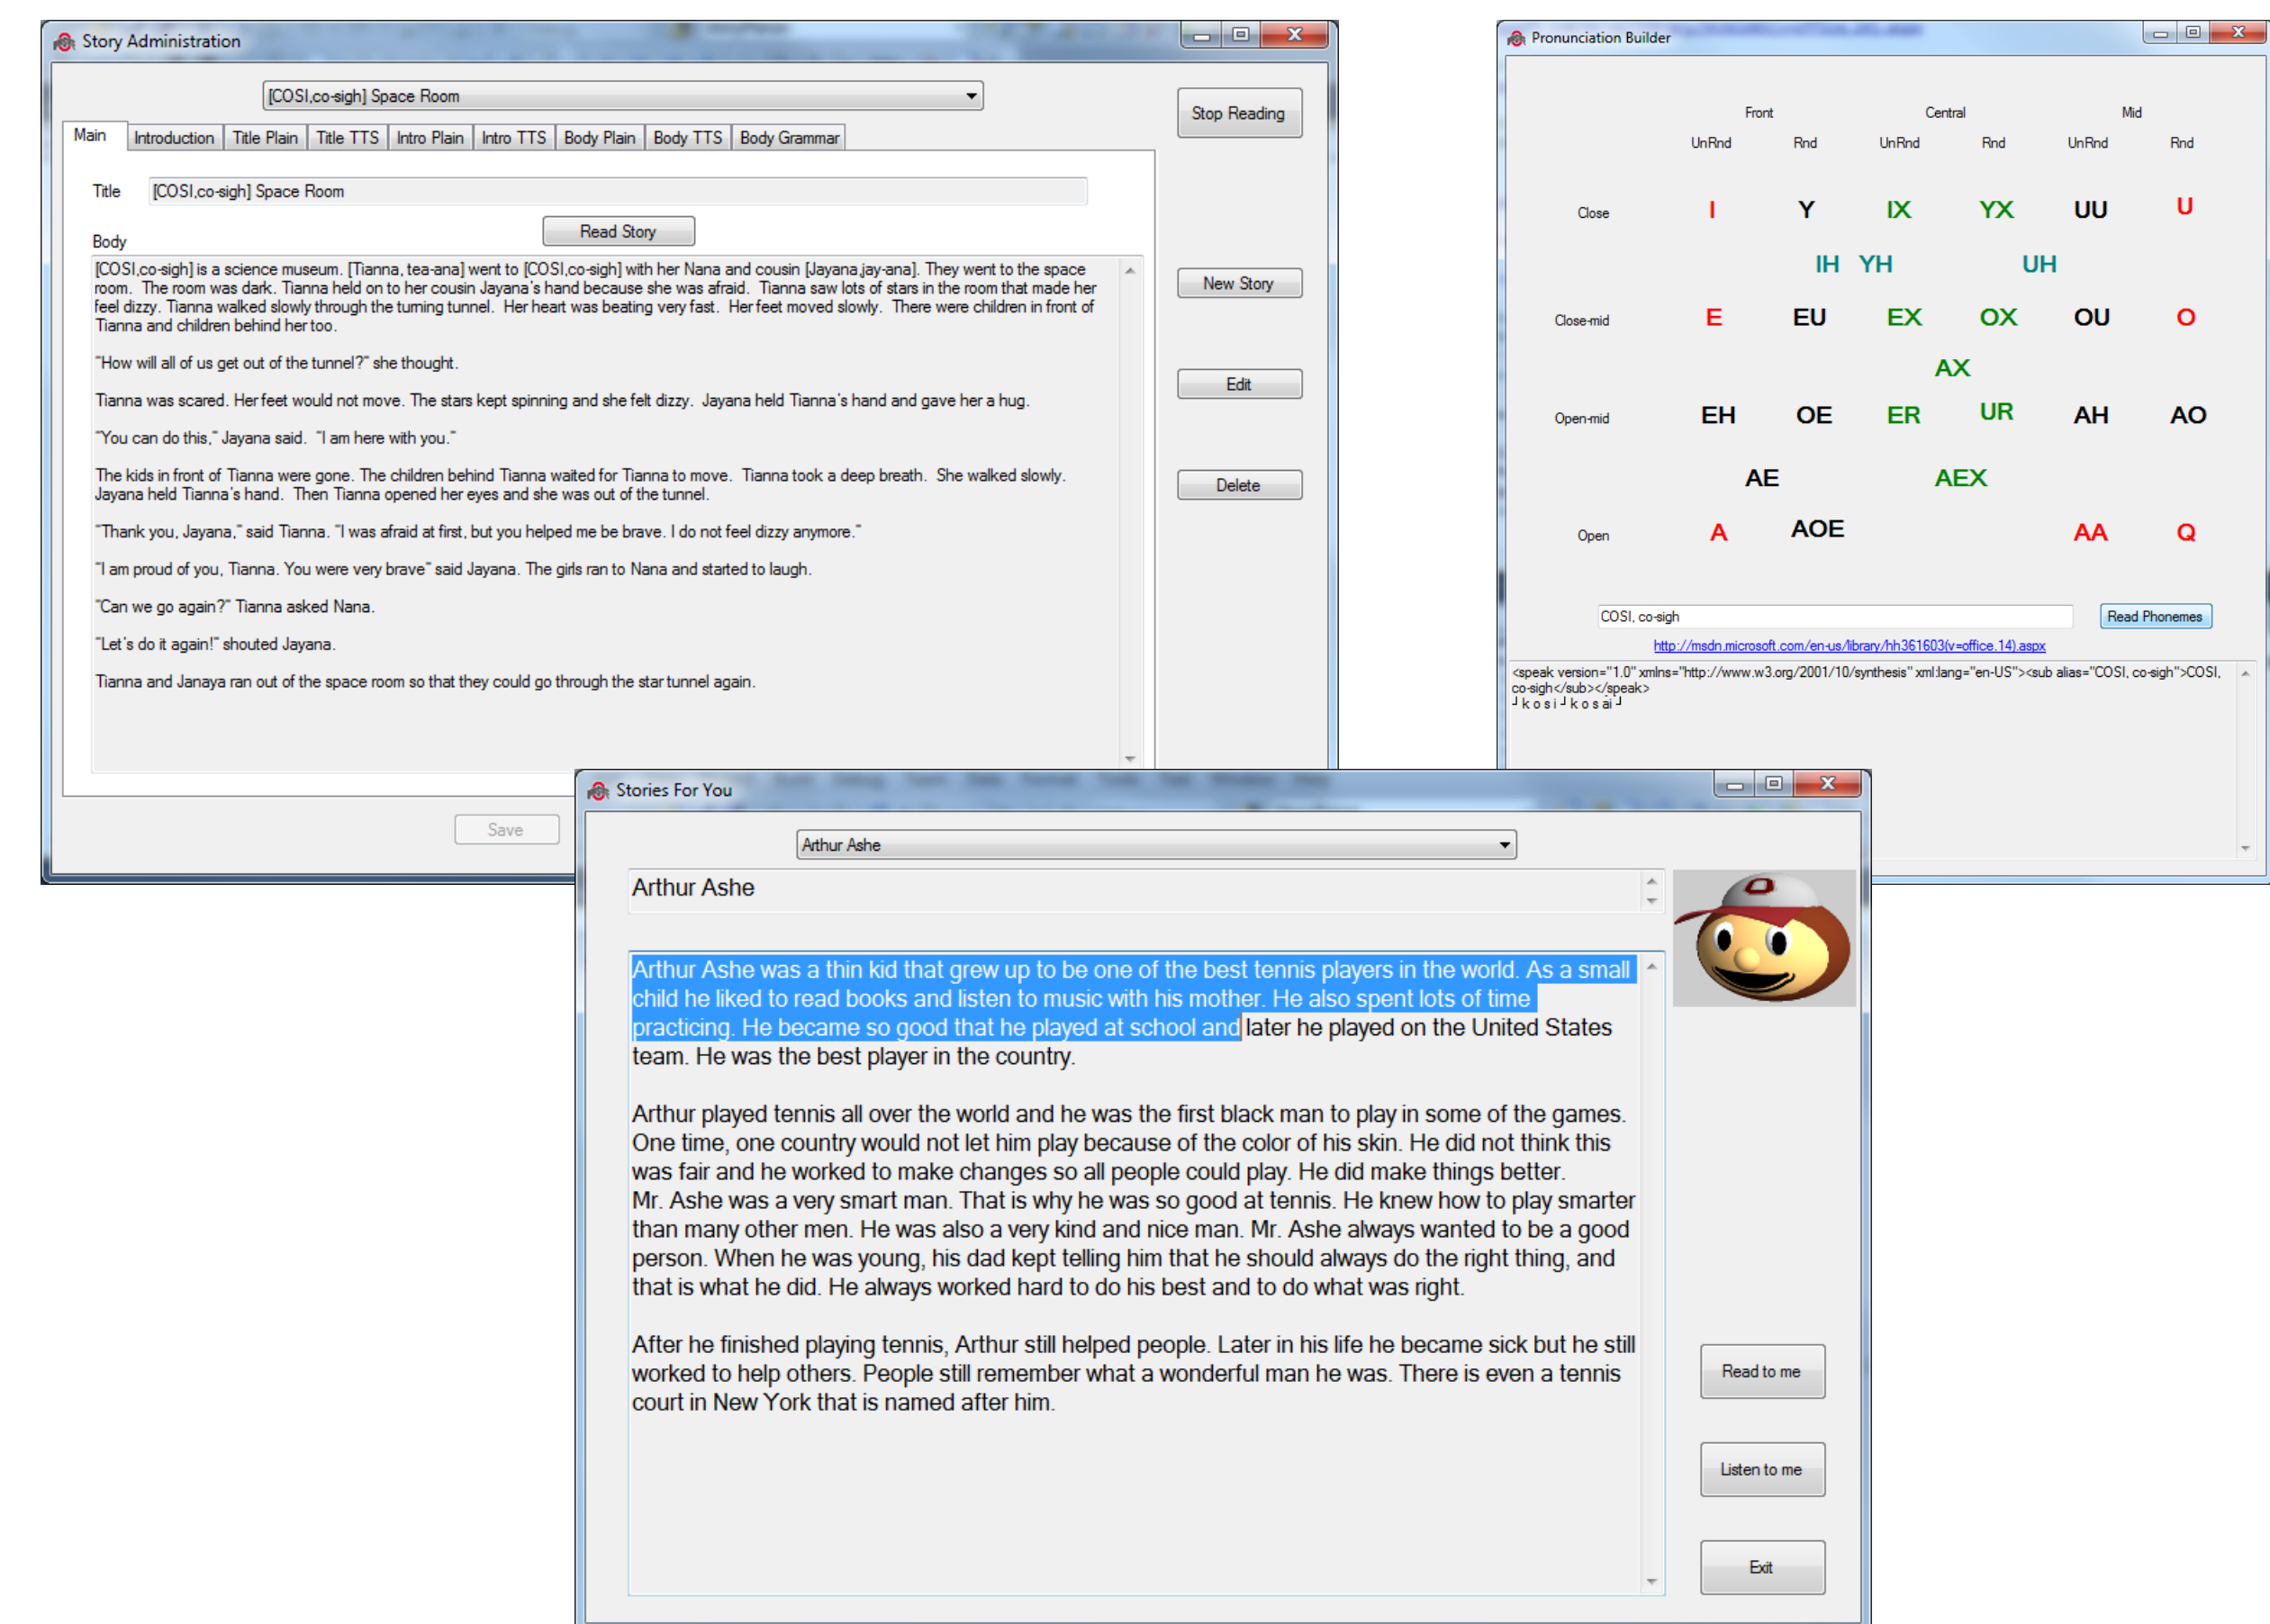 Story Administration
[COSI,co-sigh] Space Room
Stop Reading
Main Introduction Title Plain Title TTS Intro Plain Intro TTS Body Plain Body TTS Body Grammar
Title [COSI,co-sigh] Space Room
Read Story
Body
[COSI,co-sigh] is a science museum. [Tianna, tea-ana] went to [COSI,co-sigh] with her Nana and cousin [Jayana,jay-ana]. They went to the space
room. The room was dark. Tianna held on to her cousin Jayana's hand because she was afraid. Tianna saw lots of stars in the room that made her
feel dizzy. Tianna walked slowly through the turning tunnel. Her heart was beating very fast. Her feet moved slowly. There were children in front of
Tianna and children behind her too.
"How will all of us get out of the tunnel?" she thought.
Tianna was scared. Her feet would not move. The stars kept spinning and she felt dizzy. Jayana held Tianna's hand and gave her a hug.
"You can do this," Jayana said. "I am here with you."
The kids in front of Tianna were gone. The children behind Tianna waited for Tianna to move. Tianna took a deep breath. She walked slowly.
Jayana held Tianna's hand. Then Tianna opened her eyes and she was out of the tunnel.
"Thank you, Jayana," said Tianna. "I was afraid at first, but you helped me be brave. I do not feel dizzy anymore."
"I am proud of you, Tianna. You were very brave" said Jayana. The girls ran to Nana and started to laugh.
"Can we go again?" Tianna asked Nana.
"Let's do it again!" shouted Jayana.
Tianna and Janaya ran out of the space room so that they could go through the star tunnel again.
New Story
Edit
Delete
Save
Pronunciation Builder
Front Central Mid
UnRnd Rnd UnRnd Rnd UnRnd Rnd
Close I Y IX YX UU U
IH YH UH
Close-mid E EU EX OX OU O
AX
Open-mid EH OE ER UR AH AO
AE AEX
Open A AOE AA Q
COSI, co-sigh Read Phonemes
http://msdn.microsoft.com/en-us/library/hh361603(v=office.14).aspx
<speak version="1.0" xmlns="http://www.w3.org/2001/10/synthesis" xml:lang="en-US"><sub alias="COSI, co-sigh">COSI,
co-sigh</sub></speak>
┘k o s i ┘k o s ai ┘
Stories For You
Arthur Ashe
Arthur Ashe
Arthur Ashe was a thin kid that grew up to be one of the best tennis players in the world. As a small
child he liked to read books and listen to music with his mother. He also spent lots of time
practicing. He became so good that he played at school and later he played on the United States
team. He was the best player in the country.
Arthur played tennis all over the world and he was the first black man to play in some of the games.
One time, one country would not let him play because of the color of his skin. He did not think this
was fair and he worked to make changes so all people could play. He did make things better.
Mr. Ashe was a very smart man. That is why he was so good at tennis. He knew how to play smarter
than many other men. He was also a very kind and nice man. Mr. Ashe always wanted to be a good
person. When he was young, his dad kept telling him that he should always do the right thing, and
that is what he did. He always worked hard to do his best and to do what was right.
After he finished playing tennis, Arthur still helped people. Later in his life he became sick but he still
worked to help others. People still remember what a wonderful man he was. There is even a tennis
court in New York that is named after him.
O
Read to me
Listen to me
Exit